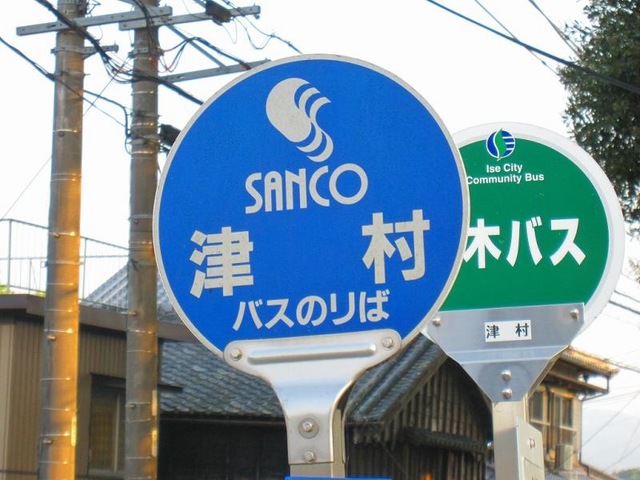 SANCO
津村
バスのりば
Ise City
Community Bus
木バス
津村